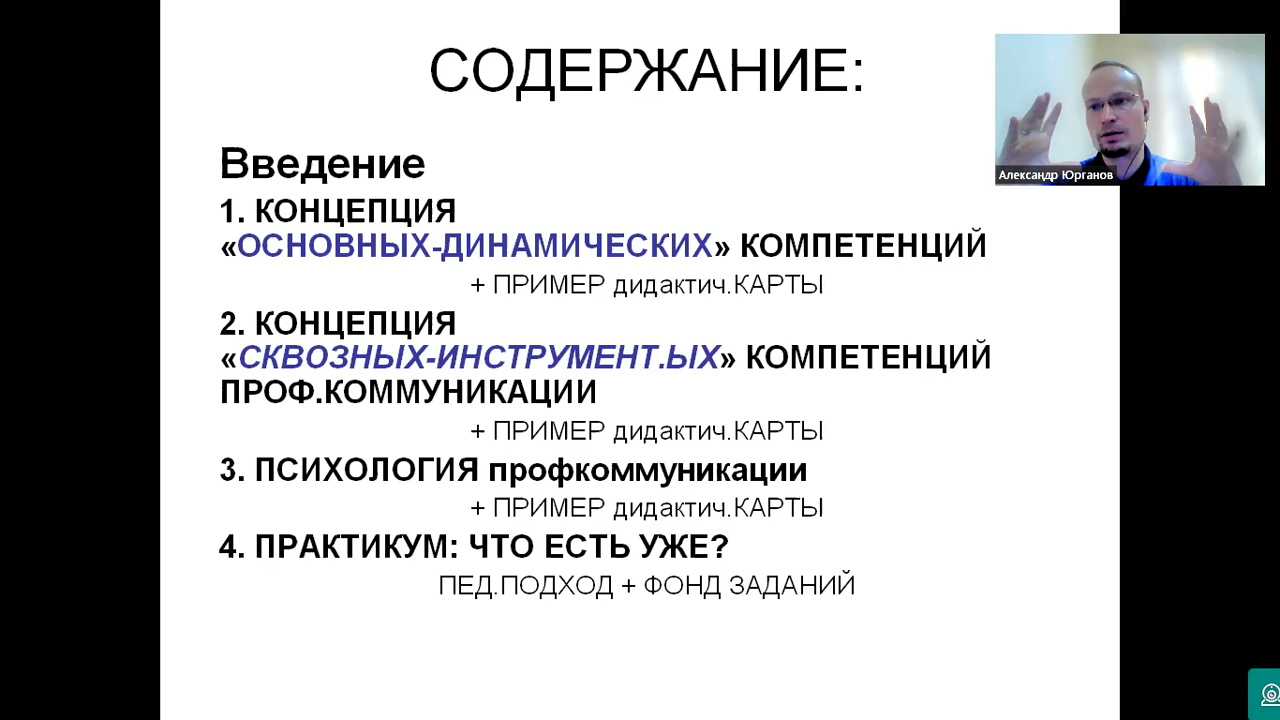 СОДЕРЖАНИЕ:
Александр Юрганов
Введение
1. КОНЦЕПЦИЯ
«ОСНОВНЫХ-ДИНАМИЧЕСКИХ» КОМПЕТЕНЦИЙ
+ ПРИМЕР дидактич.КАРТЫ
2. КОНЦЕПЦИЯ
«СКВОЗНЫХ-ИНСТРУМЕНТ.ЫХ» КОМПЕТЕНЦИЙ
ПРОФ.КОММУНИКАЦИИ
+ ПРИМЕР дидактич.КАРТЫ
3. ПСИХОЛОГИЯ профкоммуникации
+ ПРИМЕР дидактич.КАРТЫ
4. ПРАКТИКУМ: ЧТО ЕСТЬ УЖЕ?
ПЕД.ПОДХОД + ФОНД ЗАДАНИЙ